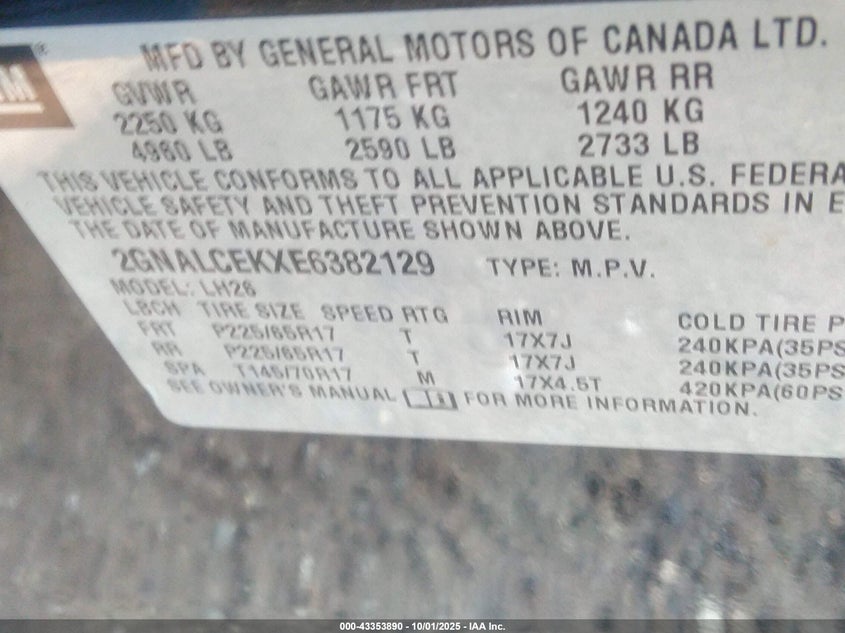 M ®
MFD BY GENERAL MOTORS OF CANADA LTD.
GVWR GAWR FRT GAWR RR
2250 KG 1175 KG 1240 KG
4960 LB 2590 LB 2733 LB
THIS VEHICLE CONFORMS TO ALL APPLICABLE U.S. FEDERA
VEHICLE SAFETY AND THEFT PREVENTION STANDARDS IN E
THE DATE OF MANUFACTURE SHOWN ABOVE.
2GNALCEKXE6382129 TYPE: M.P.V.
MODEL: LH26
L8CH TIRE SIZE SPEED RTG RIM COLD TIRE P
FRT P225/65R17 T 17X7J 240KPA(35PS
RR P225/65R17 T 17X7J 240KPA(35PS
SPA T145/70R17 M 17X4.5T 420KPA(60PS
SEE OWNER'S MANUAL FOR MORE INFORMATION.
000-43353890 - 10/01/2025 - IAA Inc.